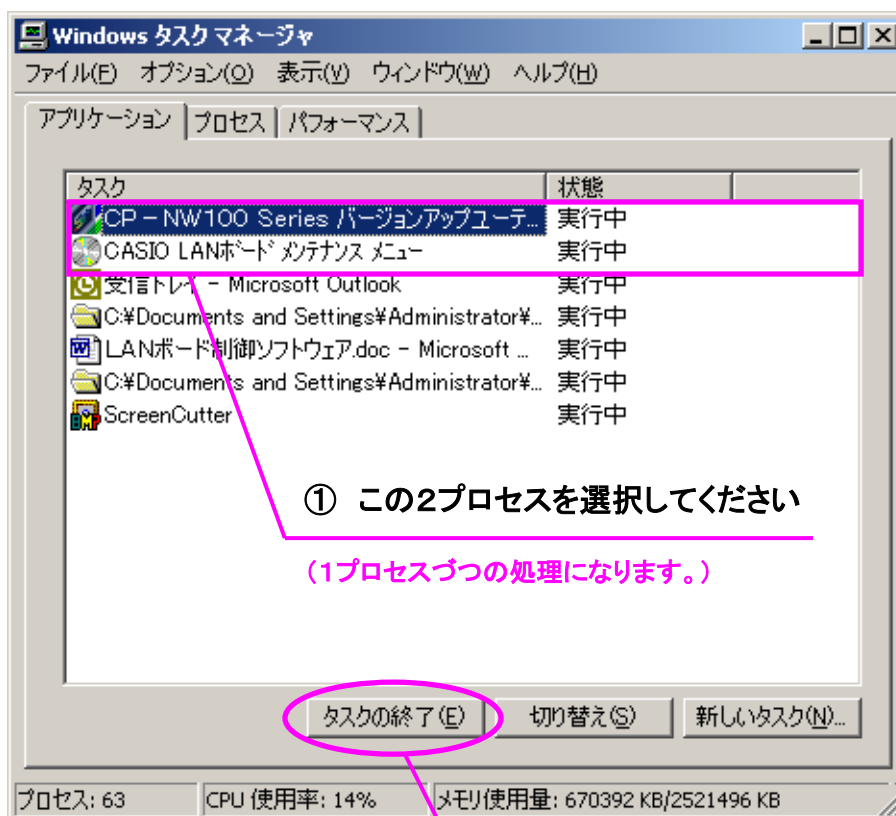 Windows タスク マネージャ
ファイル(F) オプション(O) 表示(V) ウィンドウ(W) ヘルプ(H)
アプリケーション プロセス パフォーマンス
タスク 状態
CP－NW100 Series バージョンアップユーテ... 実行中
CASIO LANﾎﾞｰﾄﾞ ﾒﾝﾃﾅﾝｽ ﾒﾆｭｰ 実行中
受信トレイ - Microsoft Outlook 実行中
C:¥Documents and Settings¥Administrator¥... 実行中
LANボード制御ソフトウェア.doc - Microsoft ... 実行中
C:¥Documents and Settings¥Administrator¥... 実行中
ScreenCutter 実行中
① この２プロセスを選択してください
（１プロセスづつの処理になります。）
タスクの終了(E) 切り替え(S) 新しいタスク(N)...
プロセス: 63 CPU 使用率: 14% メモリ使用量: 670392 KB/2521496 KB